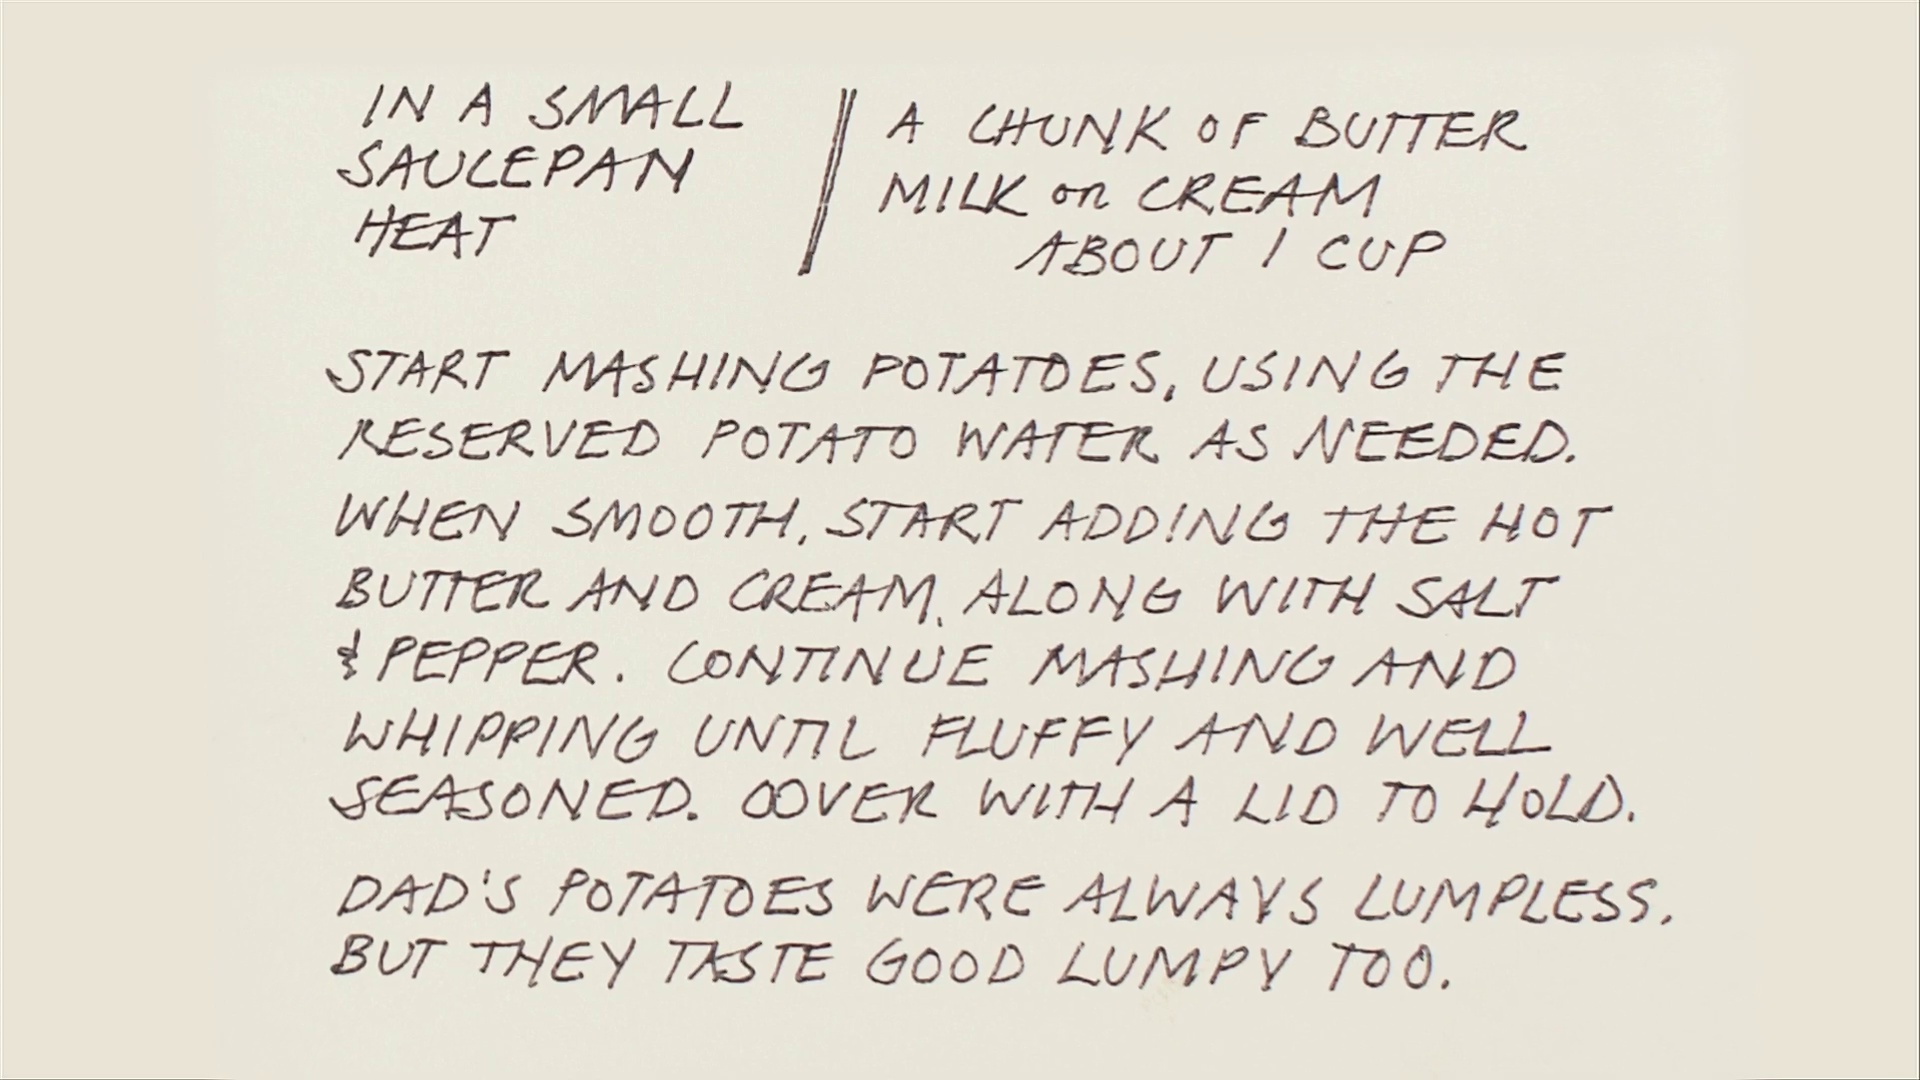 IN A SMALL
SAUCEPAN
HEAT
A CHUNK OF BUTTER
MILK or CREAM
ABOUT 1 CUP
START MASHING POTATOES, USING THE
RESERVED POTATO WATER AS NEEDED.
WHEN SMOOTH, START ADDING THE HOT
BUTTER AND CREAM, ALONG WITH SALT
& PEPPER. CONTINUE MASHING AND
WHIPPING UNTIL FLUFFY AND WELL
SEASONED. COVER WITH A LID TO HOLD.
DAD'S POTATOES WERE ALWAYS LUMPLESS.
BUT THEY TASTE GOOD LUMPY TOO.